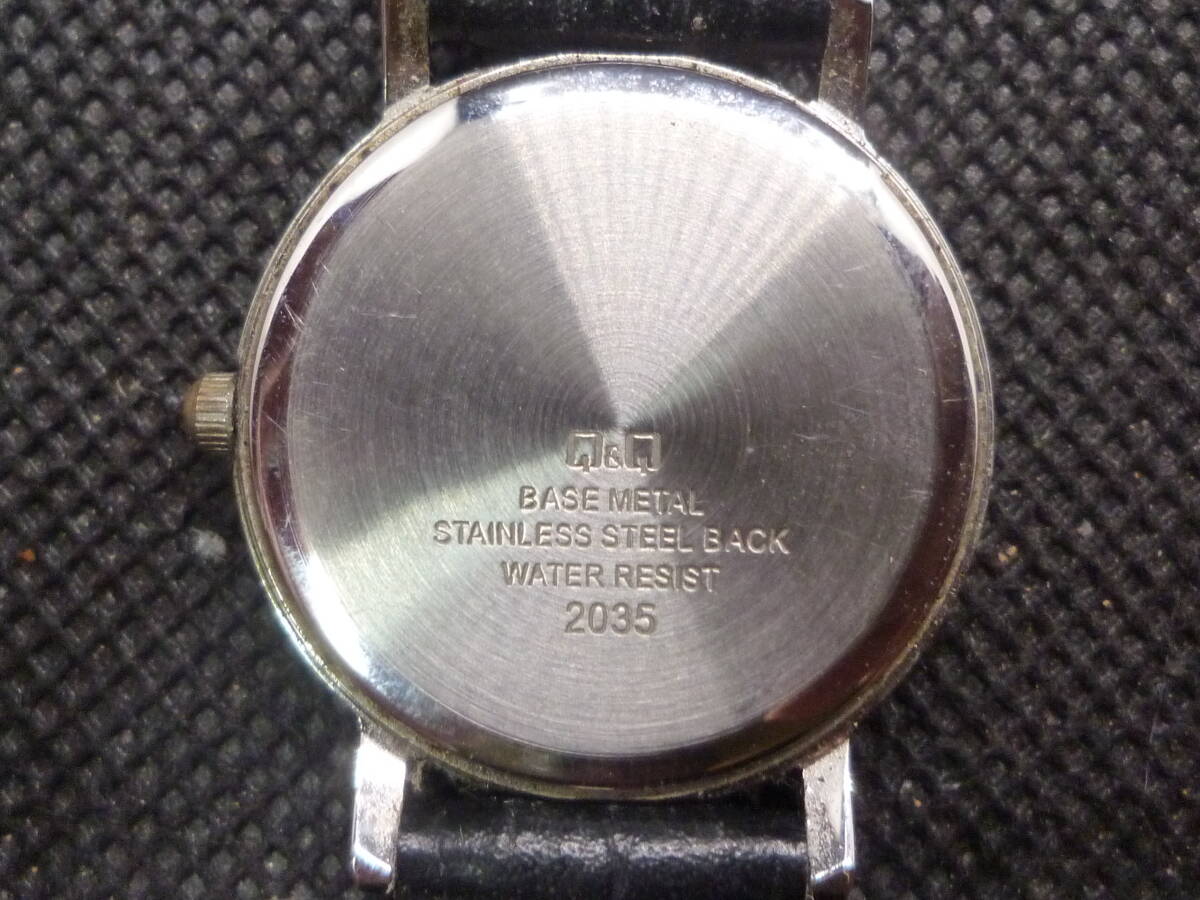 Q&Q
BASE METAL
STAINLESS STEEL BACK
WATER RESIST
2035